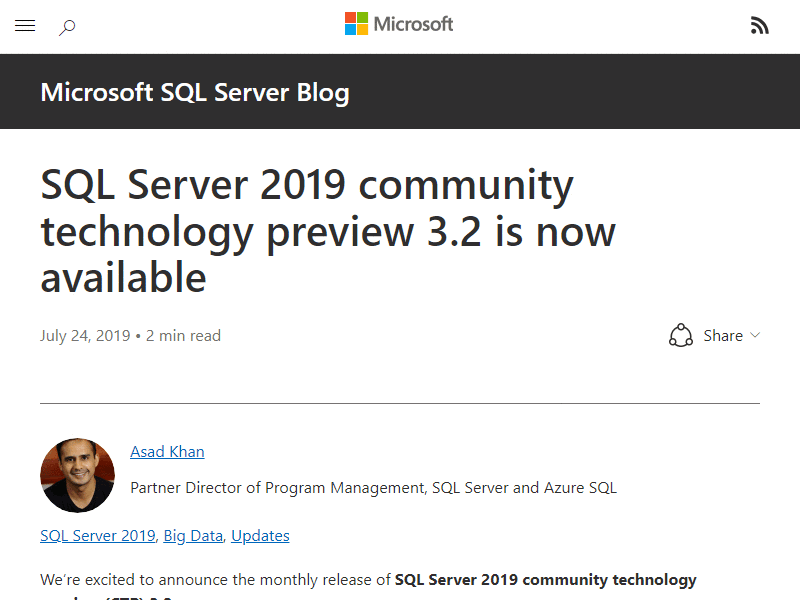 Microsoft
Microsoft SQL Server Blog
SQL Server 2019 community
technology preview 3.2 is now
available
July 24, 2019 • 2 min read
Share
Asad Khan
Partner Director of Program Management, SQL Server and Azure SQL
SQL Server 2019, Big Data, Updates
We're excited to announce the monthly release of SQL Server 2019 community technology